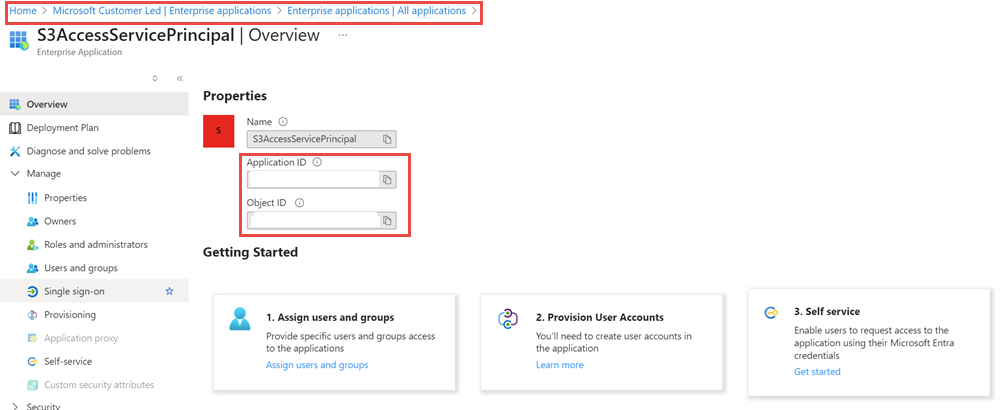 Home > Microsoft Customer Led | Enterprise applications > Enterprise applications | All applications >
S3AccessServicePrincipal | Overview ...
Enterprise Application
Overview
Deployment Plan
Diagnose and solve problems
Manage
Properties
Owners
Roles and administrators
Users and groups
Single sign-on
Provisioning
Application proxy
Self-service
Custom security attributes
Security
Properties
S
Name
S3AccessServicePrincipal
Application ID
Object ID
Getting Started
1. Assign users and groups
Provide specific users and groups access
to the applications
Assign users and groups
2. Provision User Accounts
You'll need to create user accounts in
the application
Learn more
3. Self service
Enable users to request access to the
application using their Microsoft Entra
credentials
Get started